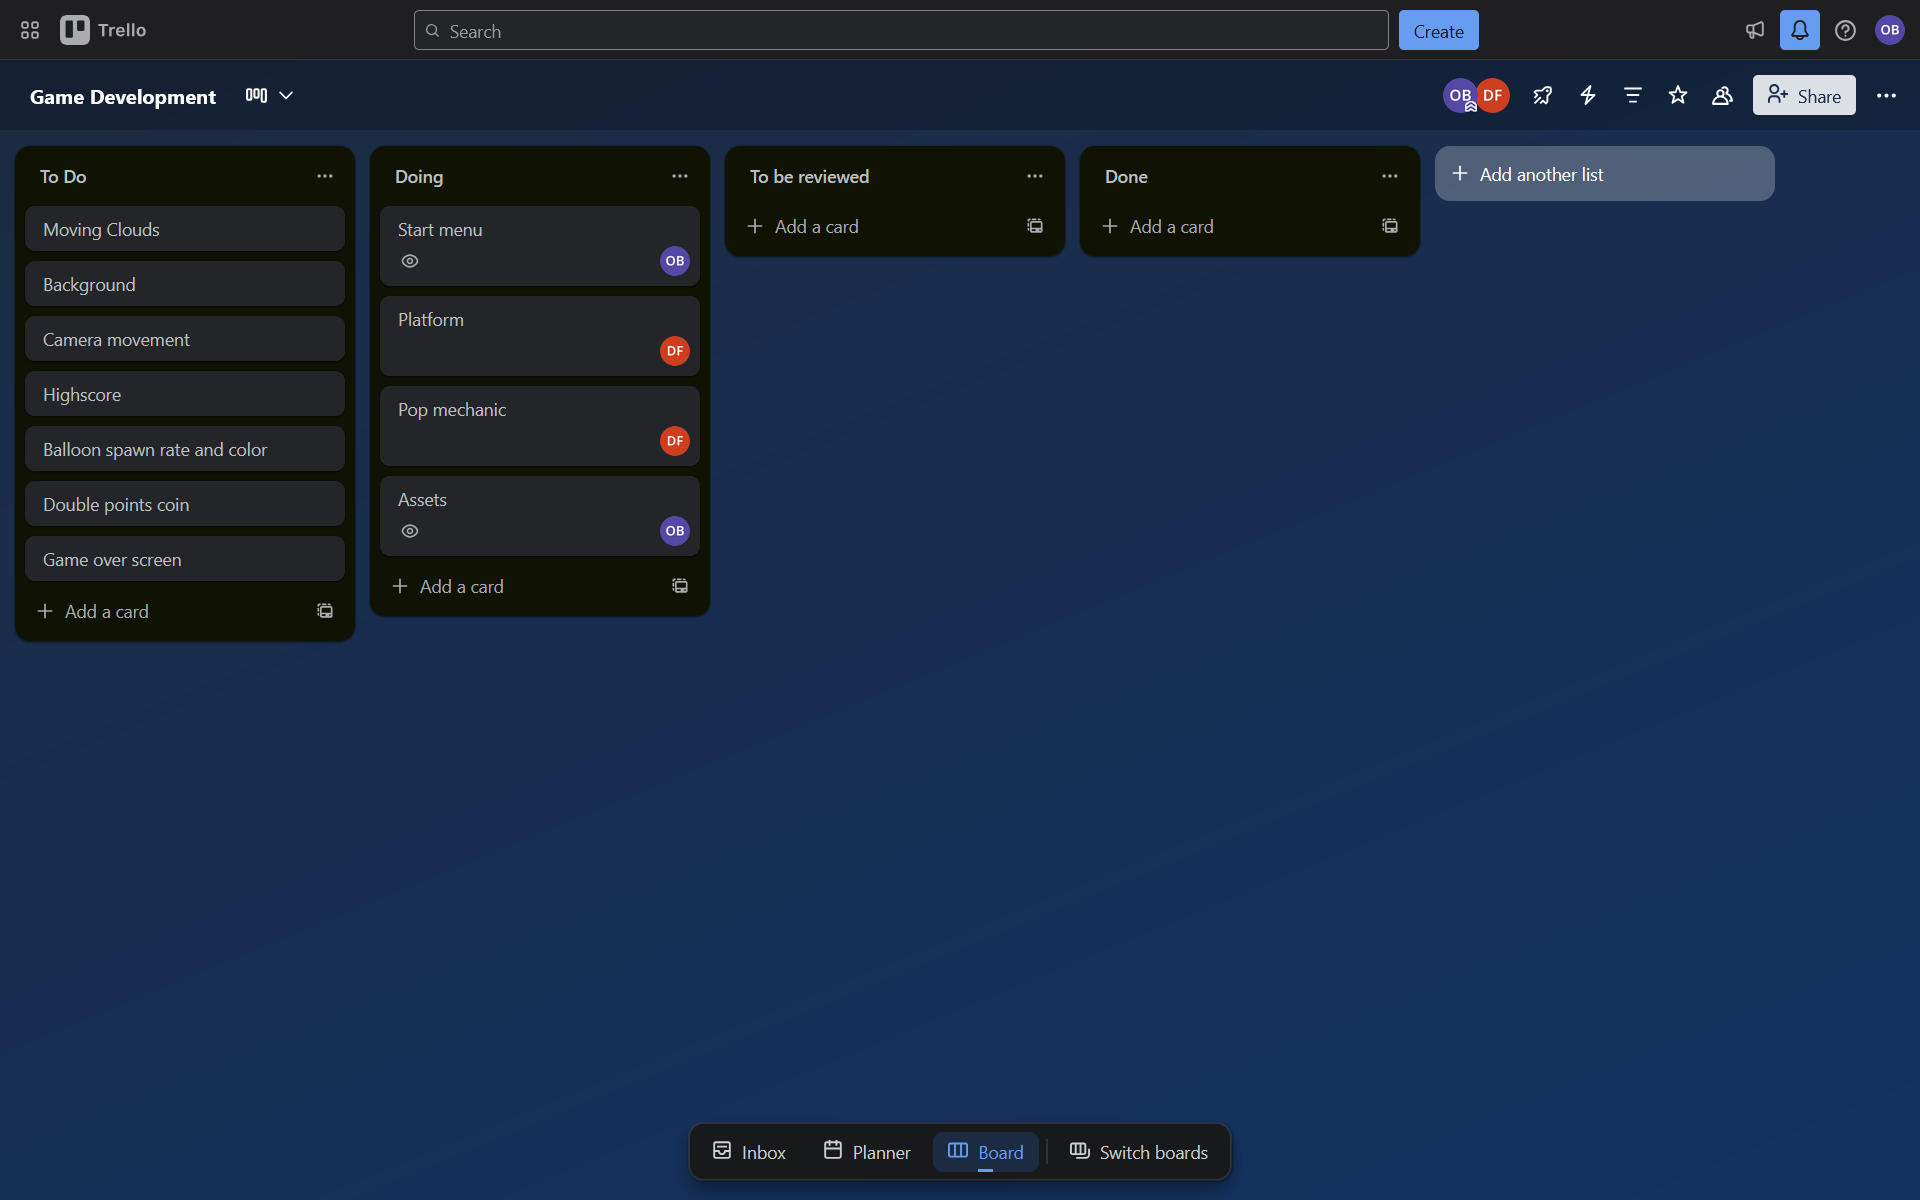 Trello
Search
Create
OB
Game Development
OB
DF
Share
To Do
Moving Clouds
Background
Camera movement
Highscore
Balloon spawn rate and color
Double points coin
Game over screen
Add a card
Doing
Start menu
OB
Platform
DF
Pop mechanic
DF
Assets
OB
Add a card
To be reviewed
Add a card
Done
Add a card
Add another list
Inbox
Planner
Board
Switch boards